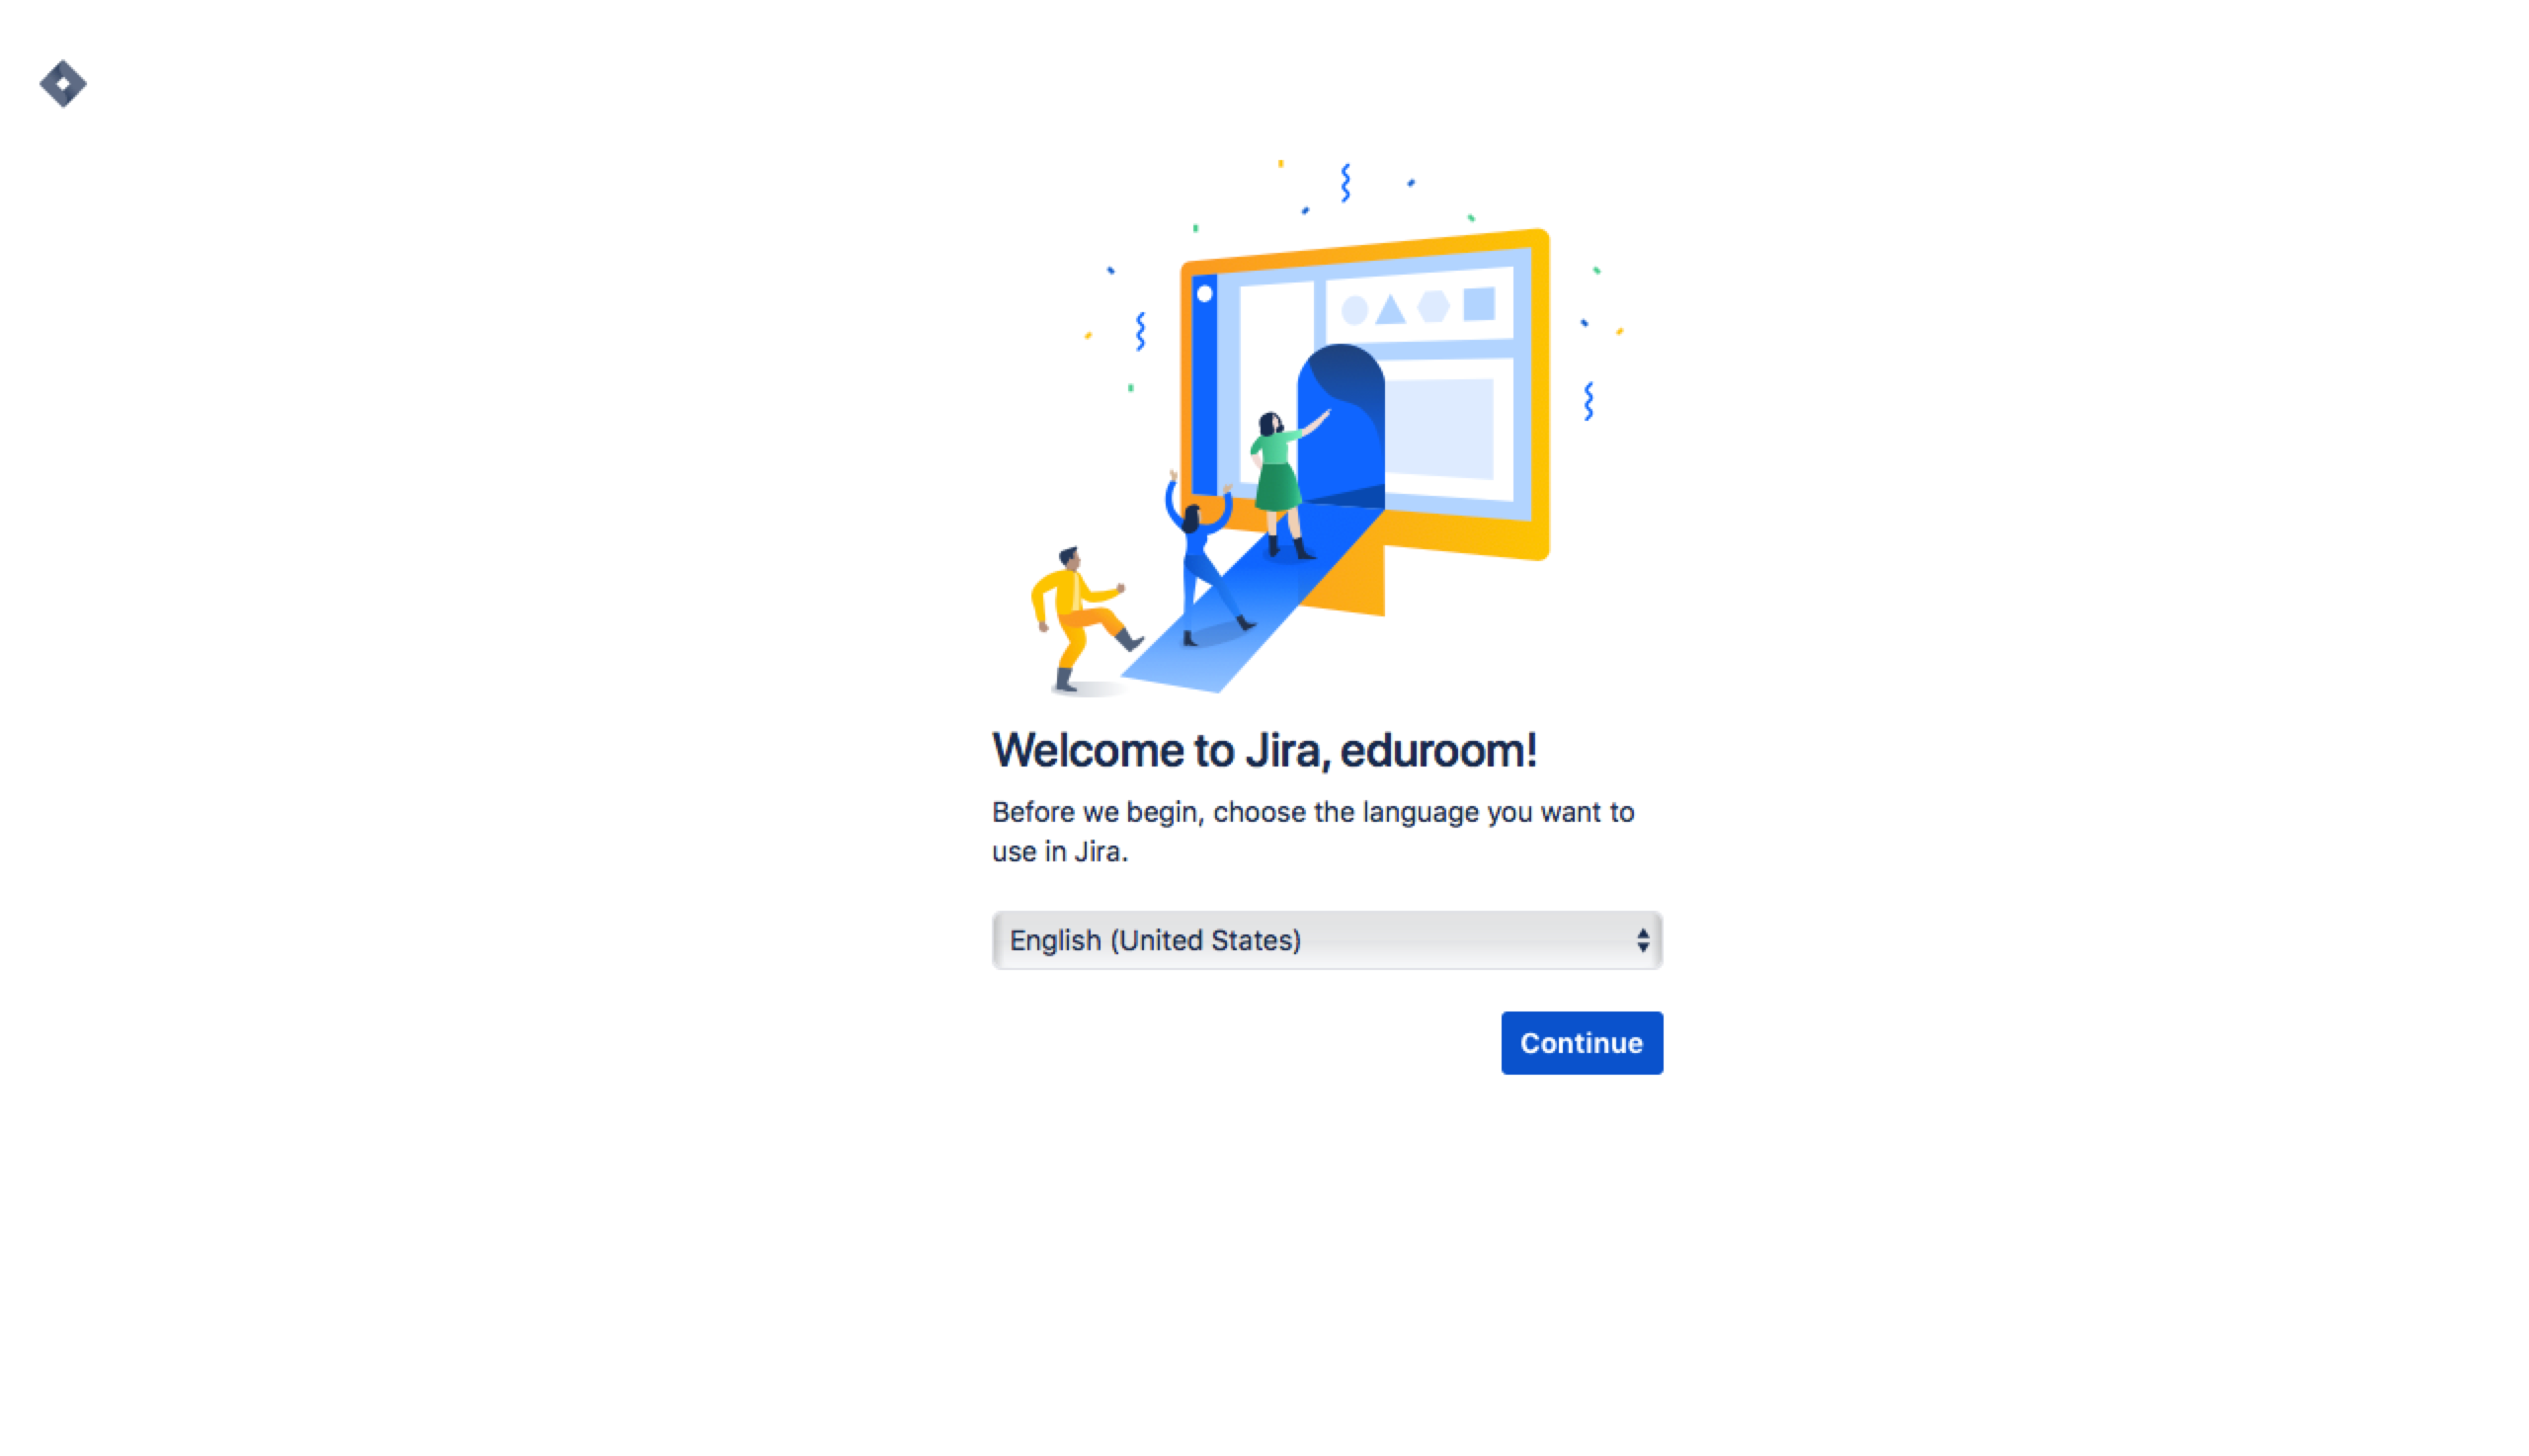 Welcome to Jira, eduroom!
Before we begin, choose the language you want to
use in Jira.
English (United States)
Continue